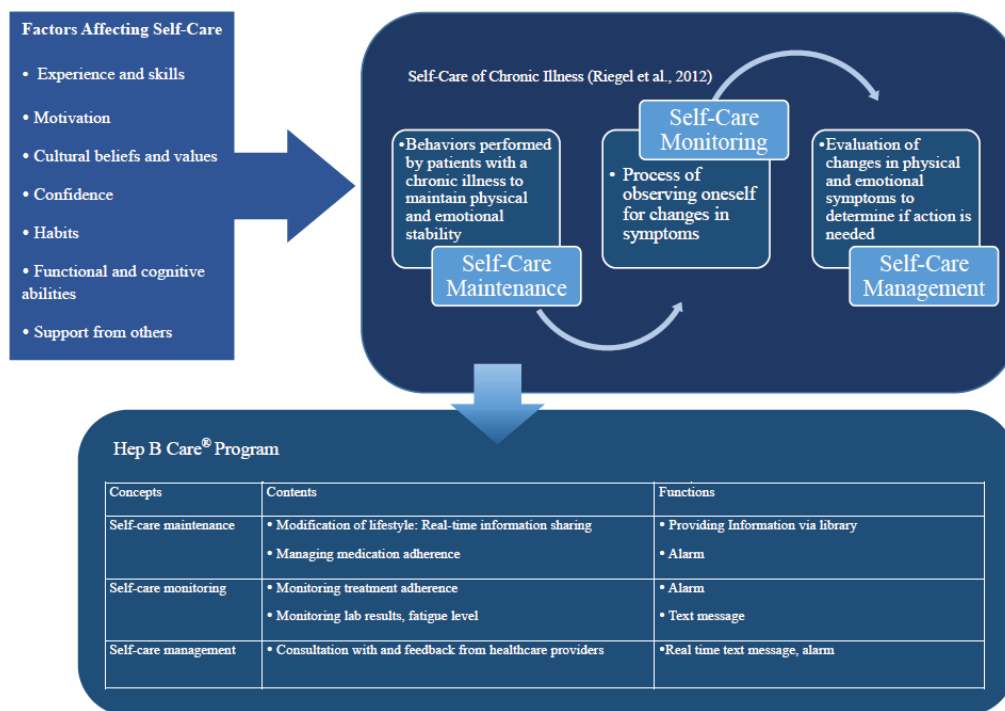 Factors Affecting Self-Care
• Experience and skills
• Motivation
• Cultural beliefs and values
• Confidence
• Habits
• Functional and cognitive
abilities
• Support from others
Self-Care of Chronic Illness (Riegel et al., 2012)
•Behaviors performed
by patients with a
chronic illness to
maintain physical
and emotional
stability
Self-Care
Maintenance
Self-Care
Monitoring
• Process of
observing oneself
for changes in
symptoms
•Evaluation of
changes in physical
and emotional
symptoms to
determine if action is
needed
Self-Care
Management
Hep B Care® Program
Concepts Contents Functions
Self-care maintenance • Modification of lifestyle: Real-time information sharing • Providing Information via library
• Managing medication adherence • Alarm
Self-care monitoring • Monitoring treatment adherence • Alarm
• Monitoring lab results, fatigue level • Text message
Self-care management • Consultation with and feedback from healthcare providers •Real time text message, alarm